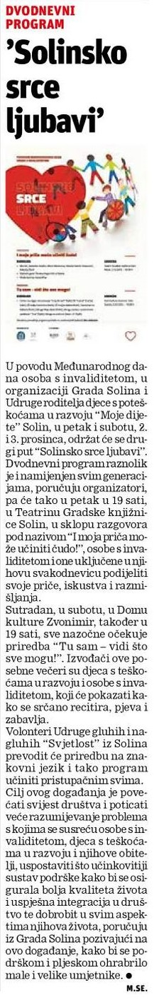 DVODNEVNI
PROGRAM
'Solinsko
srce
ljubavi'
SOLINSKO
SRCE
LJUBAVI
I moja priča može učiniti čudo!
Tu sam - vidi što sve mogu!
U povodu Međunarodnog da-
na osoba s invaliditetom, u
organizaciji Grada Solina i
Udruge roditelja djece s poteš-
koćama u razvoju "Moje dije-
te" Solin, u petak i subotu, 2.
i 3. prosinca, održat će se dru-
gi put "Solinsko srce ljubavi".
Dvodnevni program raznolik
je i namijenjen svim generaci-
jama, poručuju organizatori,
pa će tako u petak u 19 sati,
u Teatrinu Gradske knjižni-
ce Solin, u sklopu razgovora
pod nazivom "I moja priča mo-
že učiniti čudo!", osobe s inva-
liditetom i one uključene u nji-
hovu svakodnevicu podijeliti
svoje priče, iskustva i razmi-
šljanja.
Sutradan, u subotu, u Domu
kulture Zvonimir, također u
19 sati, sve nazočne očekuje
priredba "Tu sam – vidi što
sve mogu!". Izvođači ove po-
sebne večeri su djeca s teško-
ćama u razvoju i osobe s inva-
liditetom, koji će pokazati ka-
ko se srčano recitira, pjeva i
zabavlja.
Volonteri Udruge gluhih i na-
gluhih "Svjetlost" iz Solina
prevodit će priredbu na zna-
kovni jezik i tako program
učiniti pristupačnim svima.
Cilj ovog događanja je pove-
ćati svijest društva i poticati
veće razumijevanje problema
s kojima se susreću osobe s in-
validitetom, djeca s teškoća-
ma u razvoju i njihove obite-
lji, uspostaviti što učinkovitiji
sustav podrške kako bi se osi-
gurala bolja kvaliteta života
i uspješna integracija u druš-
tvo te dobrobit u svim aspek-
tima njihova života, poručuju
iz Grada Solina pozivajući na
ovo događanje, kako bi se po-
drškom i pljeskom ohrabrilo
male i velike umjetnike. ●
M.SE.